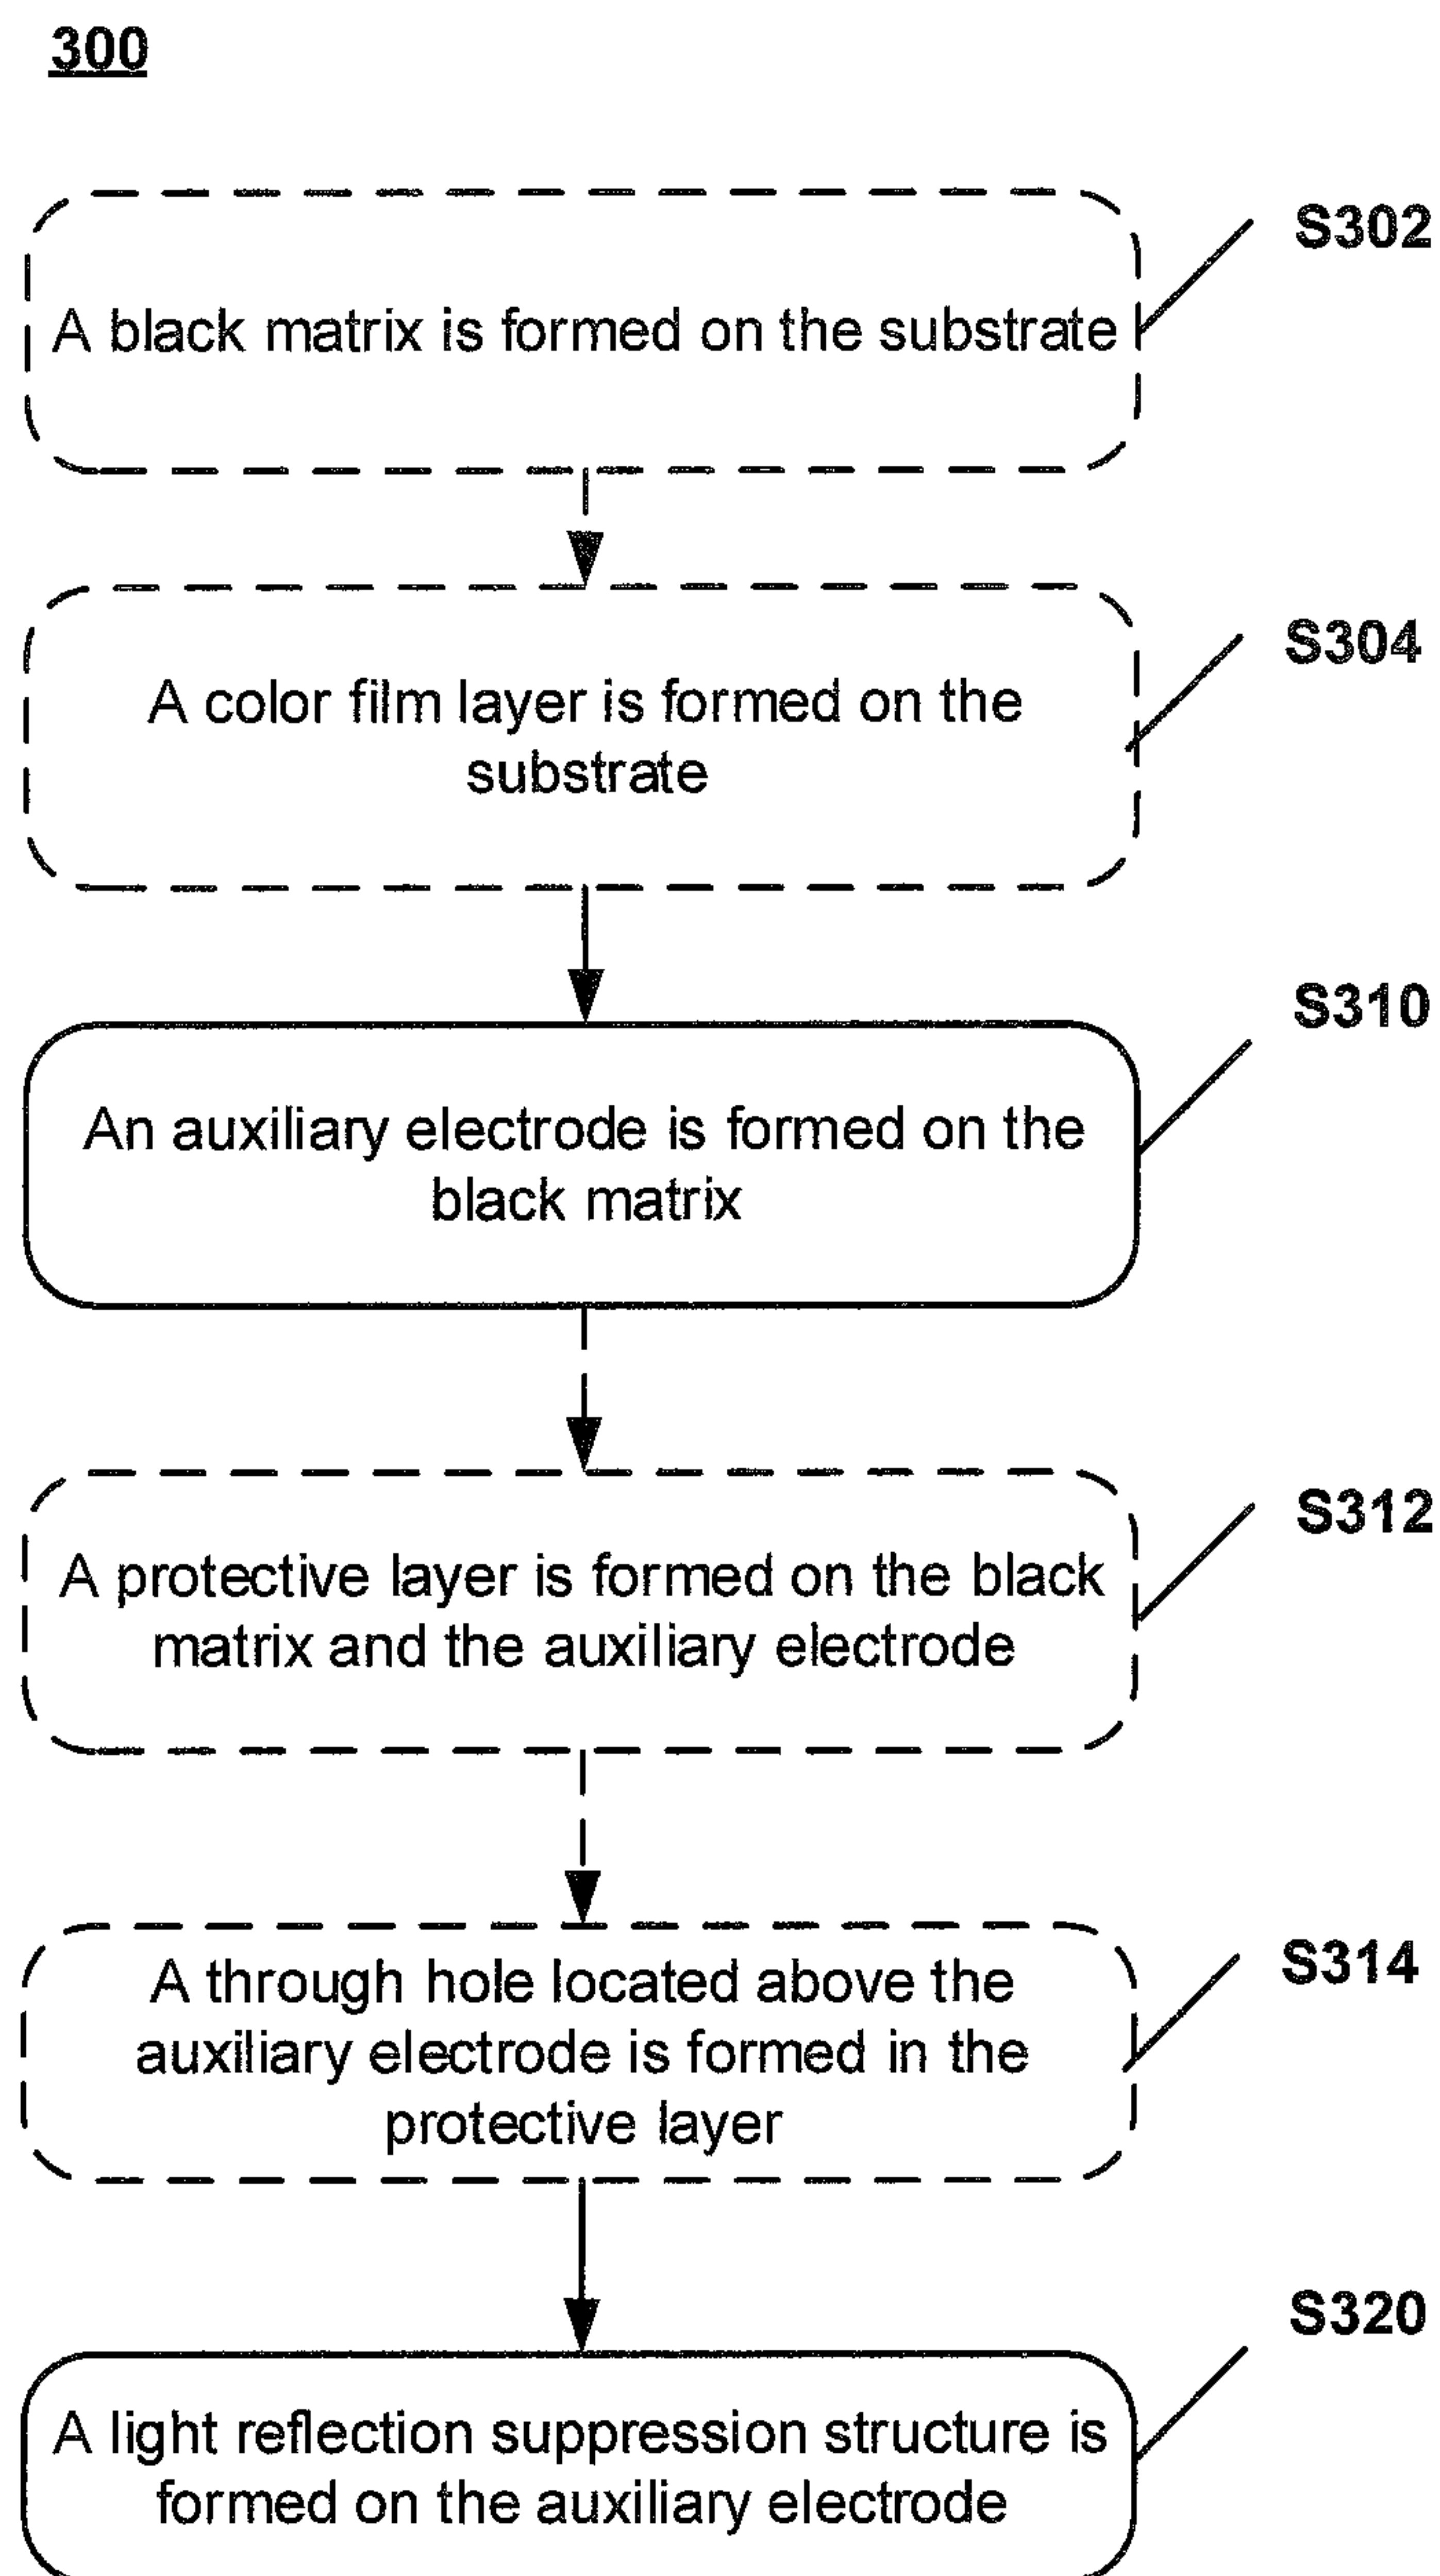 300
S302
A black matrix is formed on the substrate
S304
A color film layer is formed on the
substrate
S310
An auxiliary electrode is formed on the
black matrix
S312
A protective layer is formed on the black
matrix and the auxiliary electrode
S314
A through hole located above the
auxiliary electrode is formed in the
protective layer
S320
A light reflection suppression structure is
formed on the auxiliary electrode